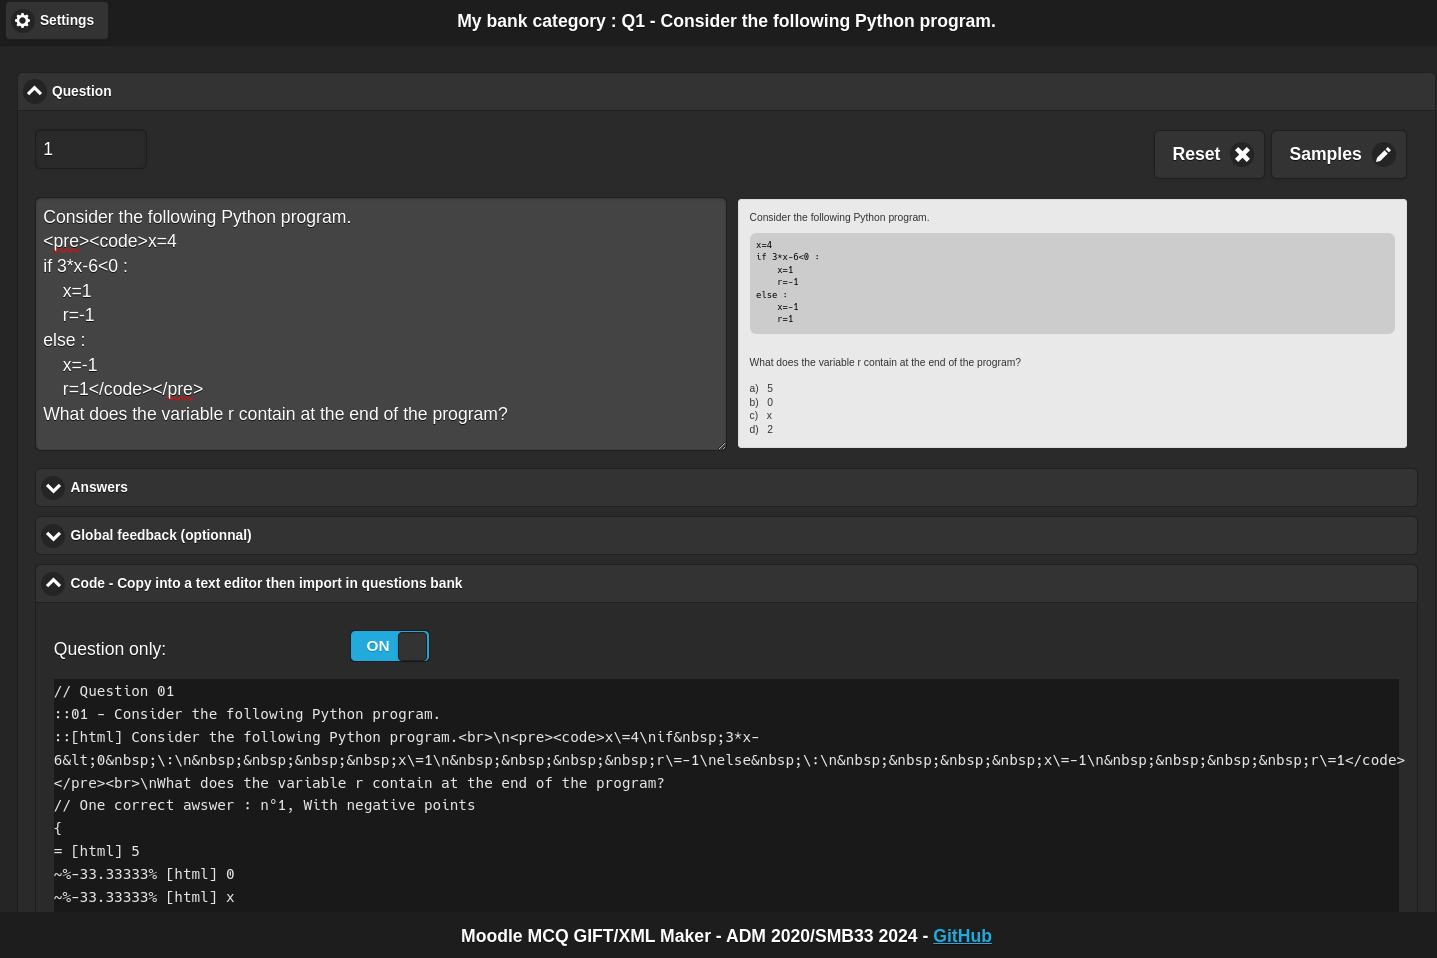 Settings
My bank category : Q1 - Consider the following Python program.
Question
1
Reset
Samples
Consider the following Python program.
<pre><code>x=4
if 3*x-6<0 :
    x=1
    r=-1
else :
    x=-1
    r=1</code></pre>
What does the variable r contain at the end of the program?
Consider the following Python program.
x=4
if 3*x-6<0 :
    x=1
    r=-1
else :
    x=-1
    r=1
What does the variable r contain at the end of the program?
a) 5
b) 0
c) x
d) 2
Answers
Global feedback (optionnal)
Code - Copy into a text editor then import in questions bank
Question only:
ON
// Question 01
::01 - Consider the following Python program.
::[html] Consider the following Python program.<br>\n<pre><code>x\=4\nif&nbsp;3*x-
6&lt;0&nbsp;\:\n&nbsp;&nbsp;&nbsp;&nbsp;x\=1\n&nbsp;&nbsp;&nbsp;&nbsp;r\=-1\nelse&nbsp;\:\n&nbsp;&nbsp;&nbsp;&nbsp;x\=-1\n&nbsp;&nbsp;&nbsp;&nbsp;r\=1</code>
</pre><br>\nWhat does the variable r contain at the end of the program?
// One correct awswer : n°1, With negative points
{
= [html] 5
~%-33.33333% [html] 0
~%-33.33333% [html] x
Moodle MCQ GIFT/XML Maker - ADM 2020/SMB33 2024 - GitHub